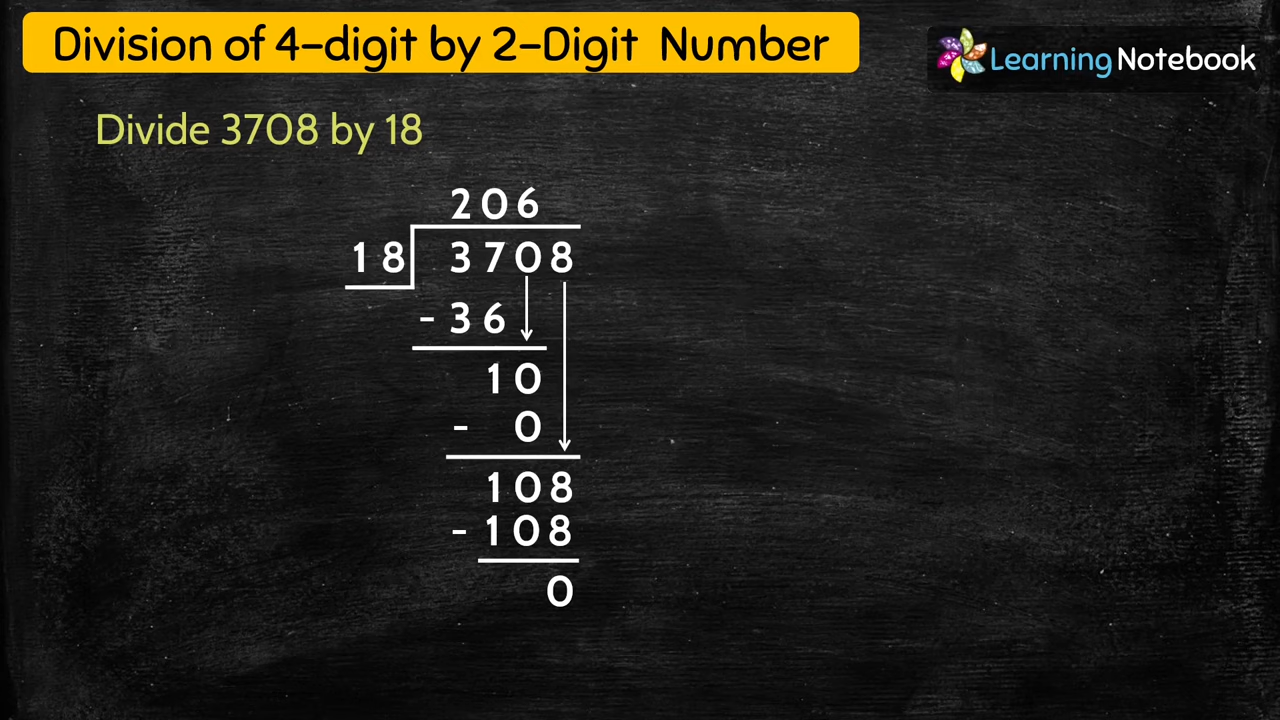 Division of 4-digit by 2-Digit Number
Learning Notebook
Divide 3708 by 18
206
18 3708
- 36
10
- 0
108
- 108
0